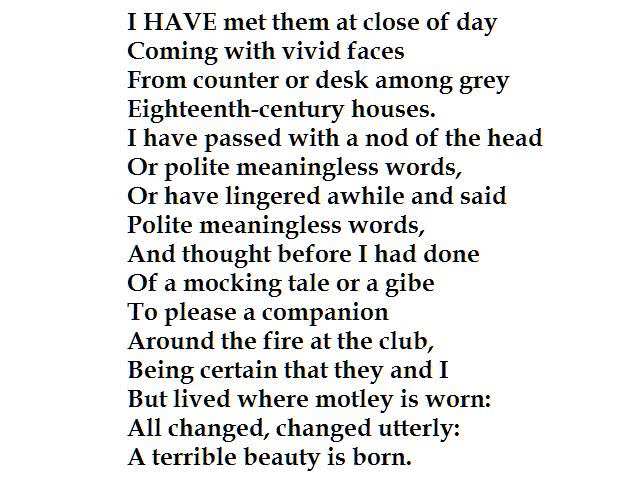 I HAVE met them at close of day
Coming with vivid faces
From counter or desk among grey
Eighteenth-century houses.
I have passed with a nod of the head
Or polite meaningless words,
Or have lingered awhile and said
Polite meaningless words,
And thought before I had done
Of a mocking tale or a gibe
To please a companion
Around the fire at the club,
Being certain that they and I
But lived where motley is worn:
All changed, changed utterly:
A terrible beauty is born.